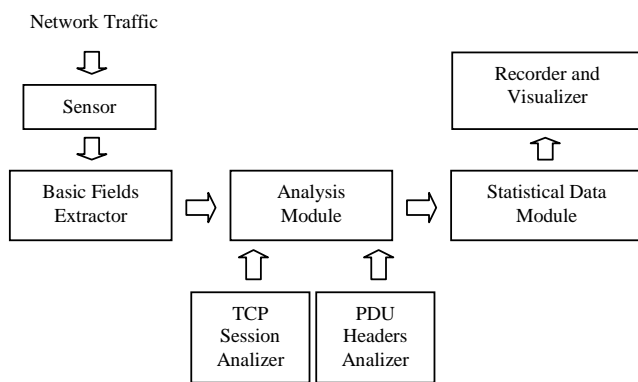 Network Traffic
Sensor
Recorder and
Visualizer
Basic Fields
Extractor
Analysis
Module
Statistical Data
Module
TCP
Session
Analizer
PDU
Headers
Analizer